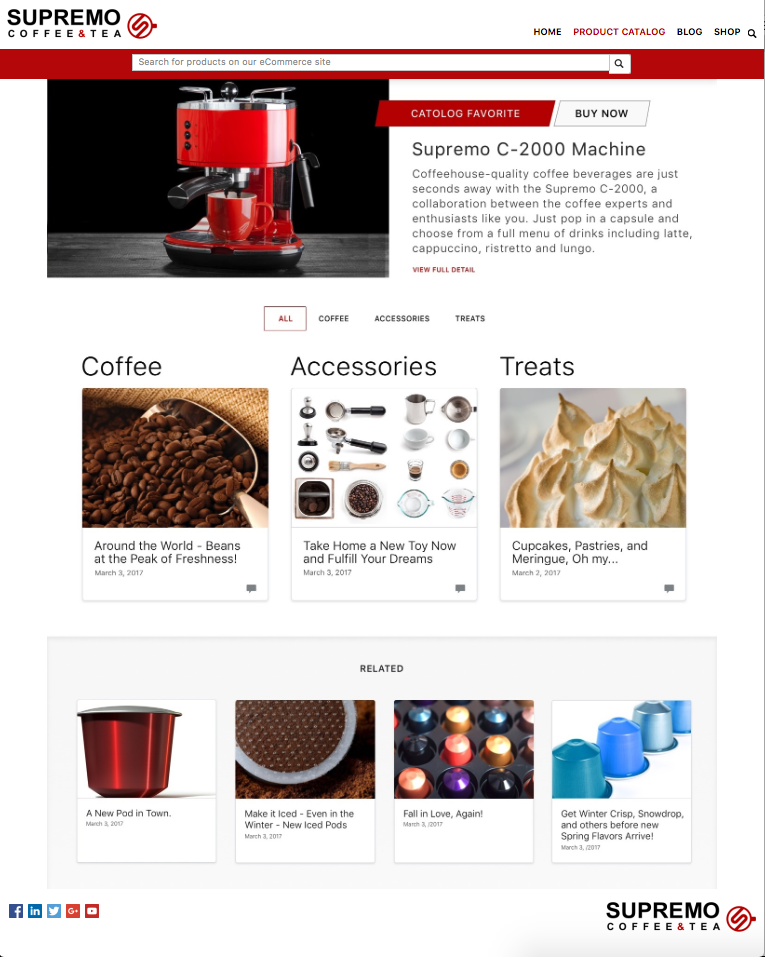 SUPREMO
COFFEE&TEA
HOME PRODUCT CATALOG BLOG SHOP
Search for products on our eCommerce site
CATOLOG FAVORITE BUY NOW
Supremo C-2000 Machine
Coffeehouse-quality coffee beverages are just
seconds away with the Supremo C-2000, a
collaboration between the coffee experts and
enthusiasts like you. Just pop in a capsule and
choose from a full menu of drinks including latte,
cappuccino, ristretto and lungo.
VIEW FULL DETAIL
ALL COFFEE ACCESSORIES TREATS
Coffee
Around the World - Beans
at the Peak of Freshness!
March 3, 2017
Accessories
Take Home a New Toy Now
and Fulfill Your Dreams
March 3, 2017
Treats
Cupcakes, Pastries, and
Meringue, Oh my...
March 2, 2017
RELATED
A New Pod in Town.
March 3, 2017
Make it Iced - Even in the
Winter - New Iced Pods
March 3, 2017
Fall in Love, Again!
March 3, /2017
Get Winter Crisp, Snowdrop,
and others before new
Spring Flavors Arrive!
March 3, /2017
f in G+
SUPREMO
COFFEE&TEA